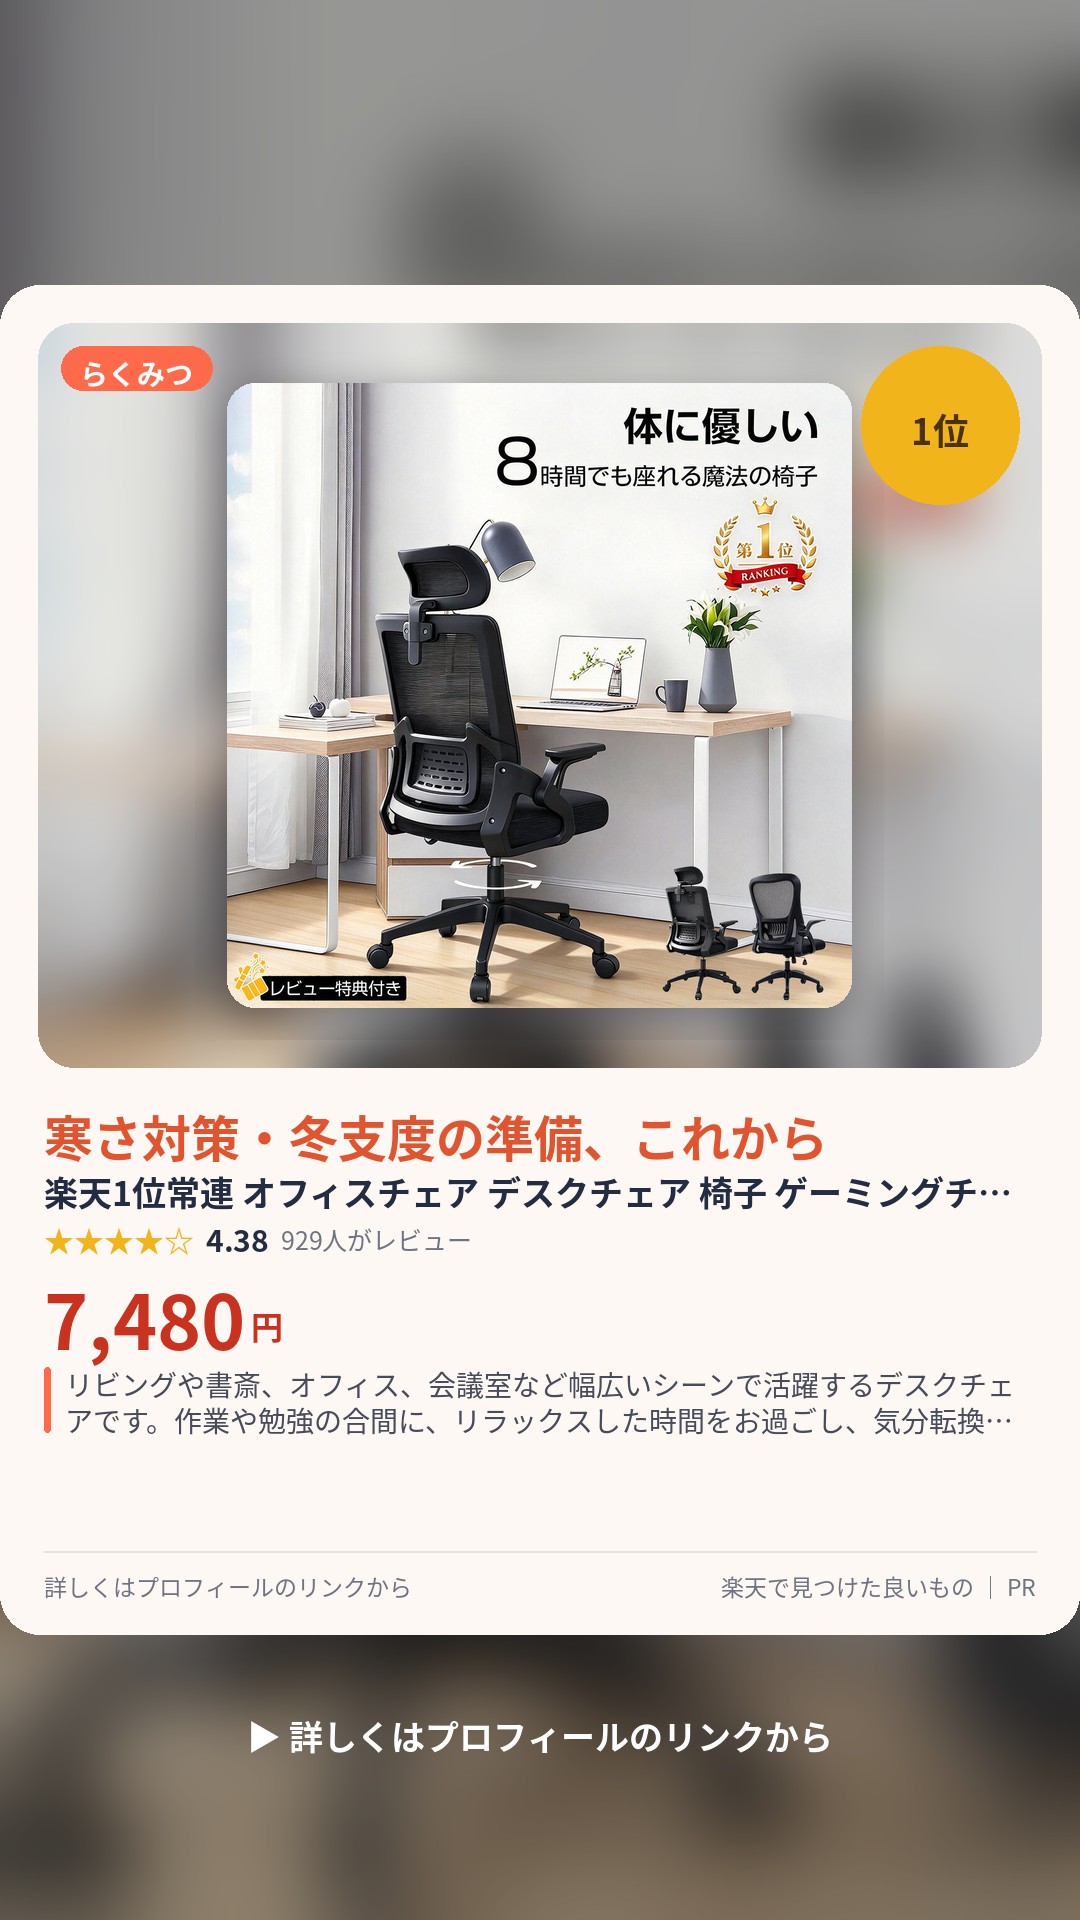 らくみつ
1位
体に優しい
8時間でも座れる魔法の椅子
第1位
RANKING
レビュー特典付き
寒さ対策・冬支度の準備、これから
楽天1位常連 オフィスチェア デスクチェア 椅子 ゲーミングチ…
★★★★☆ 4.38 929人がレビュー
7,480円
リビングや書斎、オフィス、会議室など幅広いシーンで活躍するデスクチェ
アです。作業や勉強の合間に、リラックスした時間をお過ごし、気分転換…
詳しくはプロフィールのリンクから
楽天で見つけた良いもの｜PR
▶ 詳しくはプロフィールのリンクから